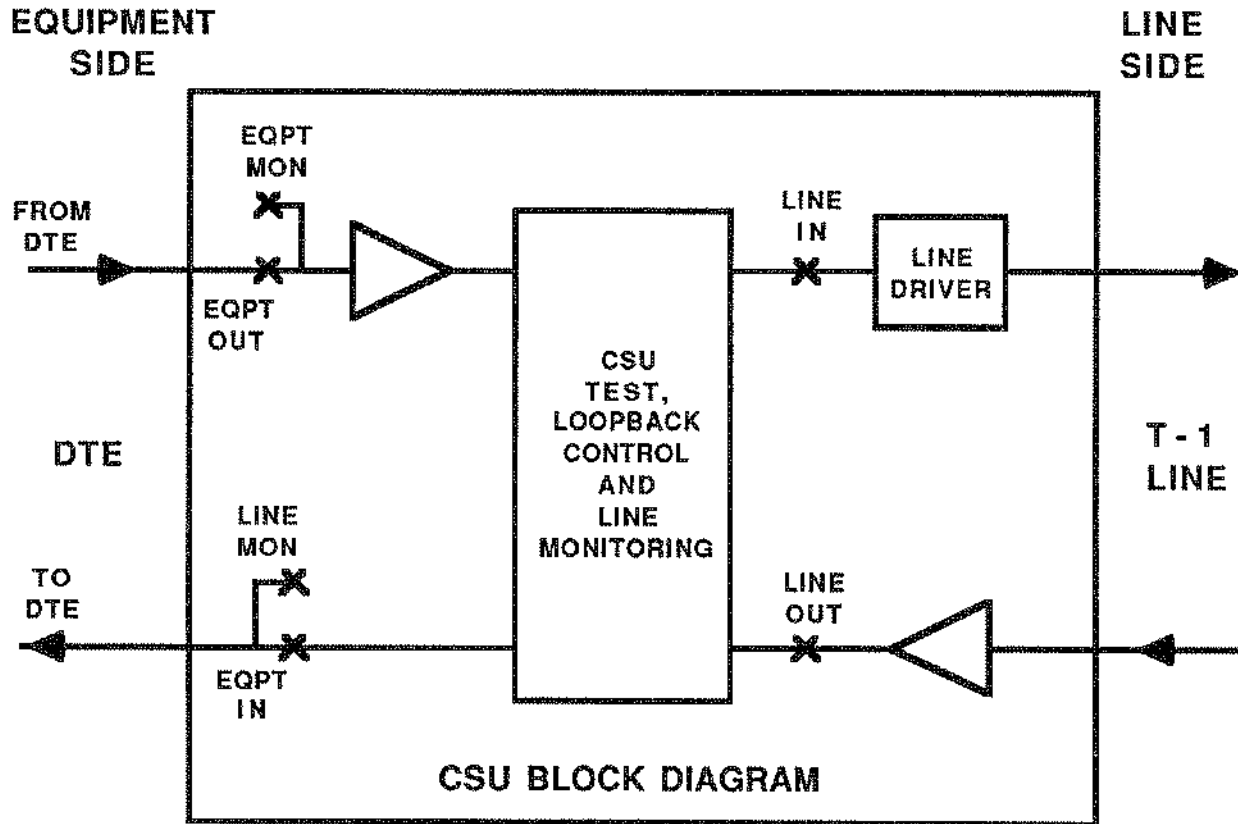 EQUIPMENT
SIDE
LINE
SIDE
EQPT
MON
FROM
DTE
EQPT
OUT
LINE
IN
LINE
DRIVER
CSU
TEST,
LOOPBACK
CONTROL
AND
LINE
MONITORING
DTE
T-1
LINE
LINE
MON
TO
DTE
EQPT
IN
LINE
OUT
CSU BLOCK DIAGRAM